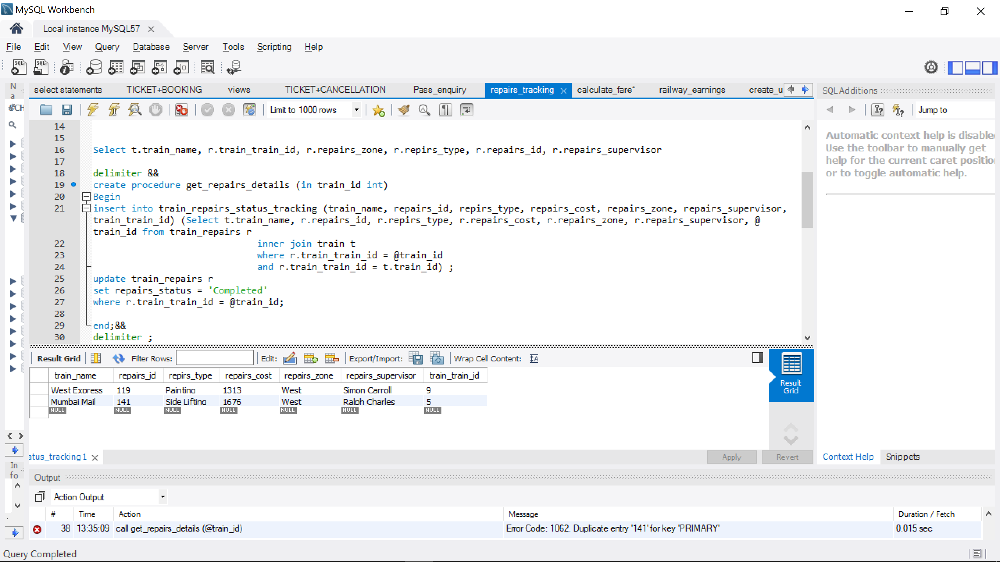 MySQL Workbench
Local instance MySQL57
File Edit View Query Database Server Tools Scripting Help
Na
select statements TICKET+BOOKING views TICKET+CANCELLATION Pass_enquiry repairs_tracking calculate_fare* railway_earnings create_u
SQLAdditions
Limit to 1000 rows
Jump to
14
15
16 Select t.train_name, r.train_train_id, r.repairs_zone, r.repirs_type, r.repairs_id, r.repairs_supervisor
17
18 delimiter &&
19 create procedure get_repairs_details (in train_id int)
20 Begin
21 insert into train_repairs_status_tracking (train_name, repairs_id, repirs_type, repairs_cost, repairs_zone, repairs_supervisor,
train_train_id) (Select t.train_name, r.repairs_id, r.repirs_type, r.repairs_cost, r.repairs_zone, r.repairs_supervisor, @
train_id from train_repairs r
22 inner join train t
23 where r.train_train_id = @train_id
24 and r.train_train_id = t.train_id) ;
25 update train_repairs r
26 set repairs_status = 'Completed'
27 where r.train_train_id = @train_id;
28
29 end;&&
30 delimiter ;
Automatic context help is disable
Use the toolbar to manually get
help for the current caret positio
or to toggle automatic help.
Result Grid Filter Rows: Edit: Export/Import: Wrap Cell Content:
Result
Grid
train_name repairs_id repirs_type repairs_cost repairs_zone repairs_supervisor train_train_id
West Express 119 Painting 1313 West Simon Carroll 9
Mumbai Mail 141 Side Lifting 1676 West Ralph Charles 5
NULL NULL NULL NULL NULL NULL NULL
atus_tracking1
Apply Revert
Context Help Snippets
In
fo
Output
Action Output
# Time Action Message Duration / Fetch
38 13:35:09 call get_repairs_details (@train_id) Error Code: 1062. Duplicate entry '141' for key 'PRIMARY' 0.015 sec
Query Completed